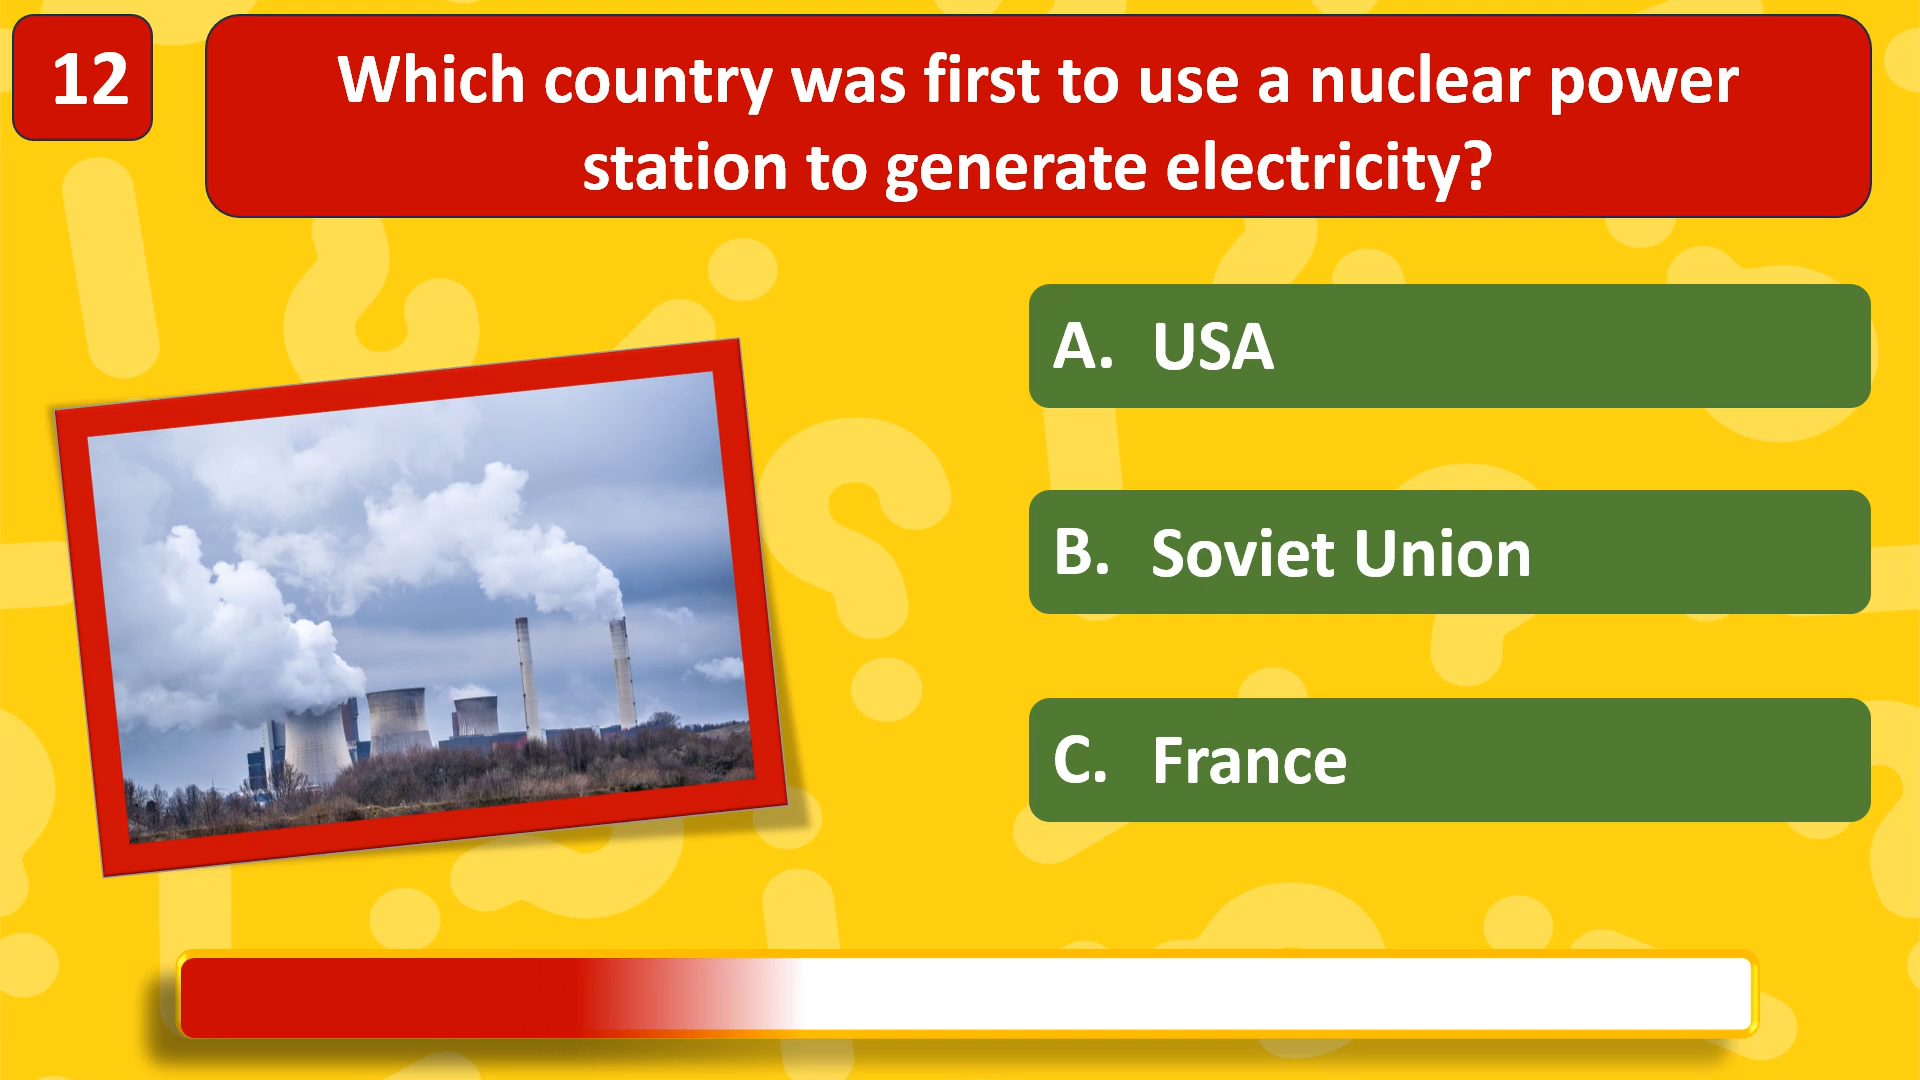 12
Which country was first to use a nuclear power
station to generate electricity?
A. USA
B. Soviet Union
C. France